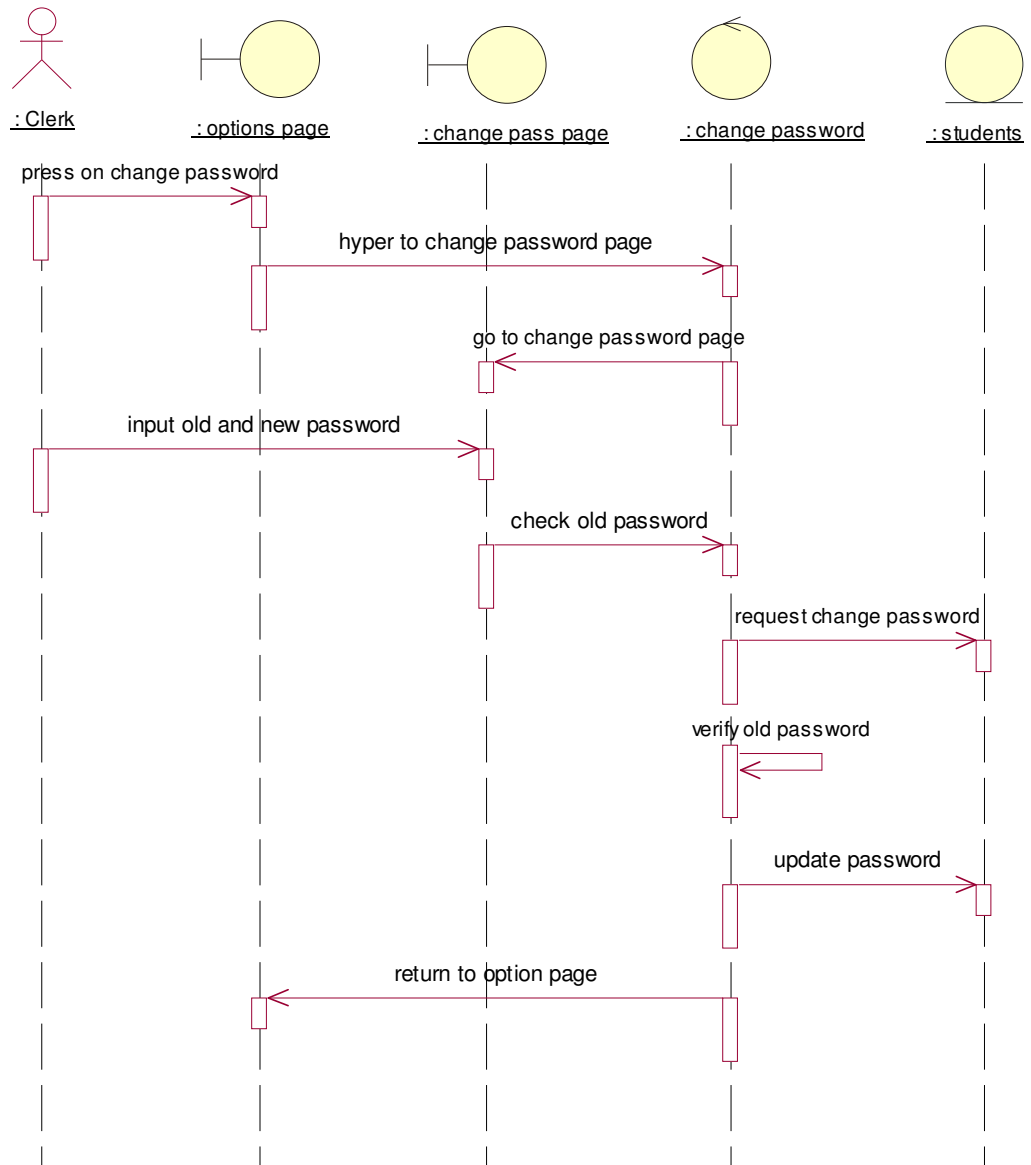 : Clerk
: options page
: change pass page
: change password
: students
press on change password
hyper to change password page
go to change password page
input old and new password
check old password
request change password
verify old password
update password
return to option page